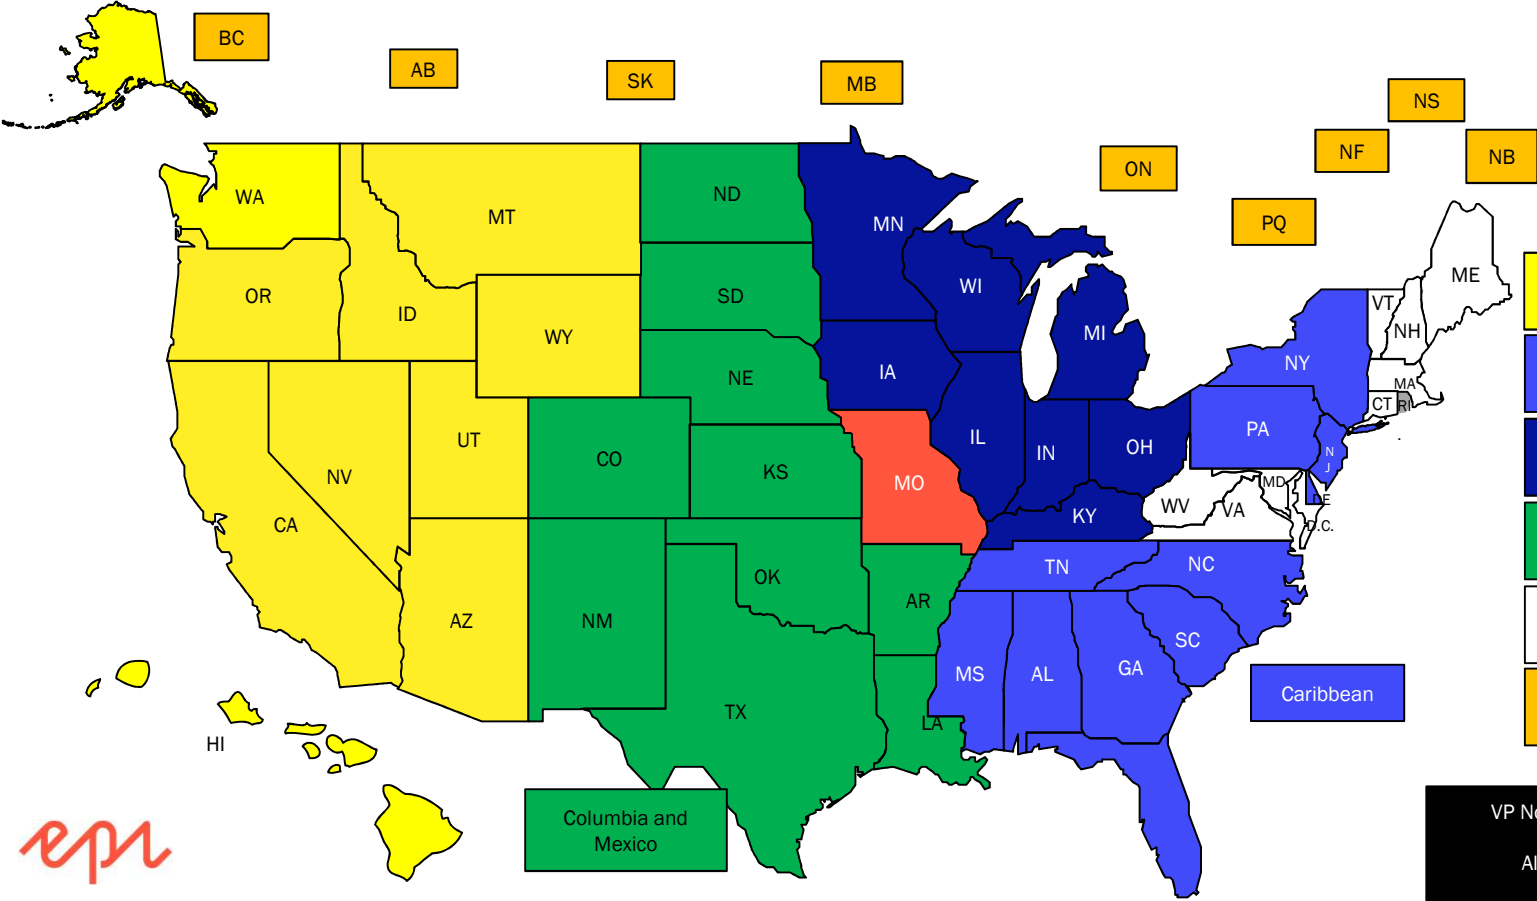 BC
AB
SK
MB
NS
NF
NB
ON
PQ
WA
MT
ND
MN
ME
OR
ID
WY
SD
WI
MI
VT
NH
NY
MA
CT
RI
NE
IA
PA
N
J
UT
CO
KS
MO
IL
IN
OH
NV
CA
WV
VA
MD
DE
D.C.
KY
TN
NC
AZ
NM
OK
AR
SC
MS
AL
GA
TX
LA
Caribbean
HI
Columbia and
Mexico
epi
VP No
Al